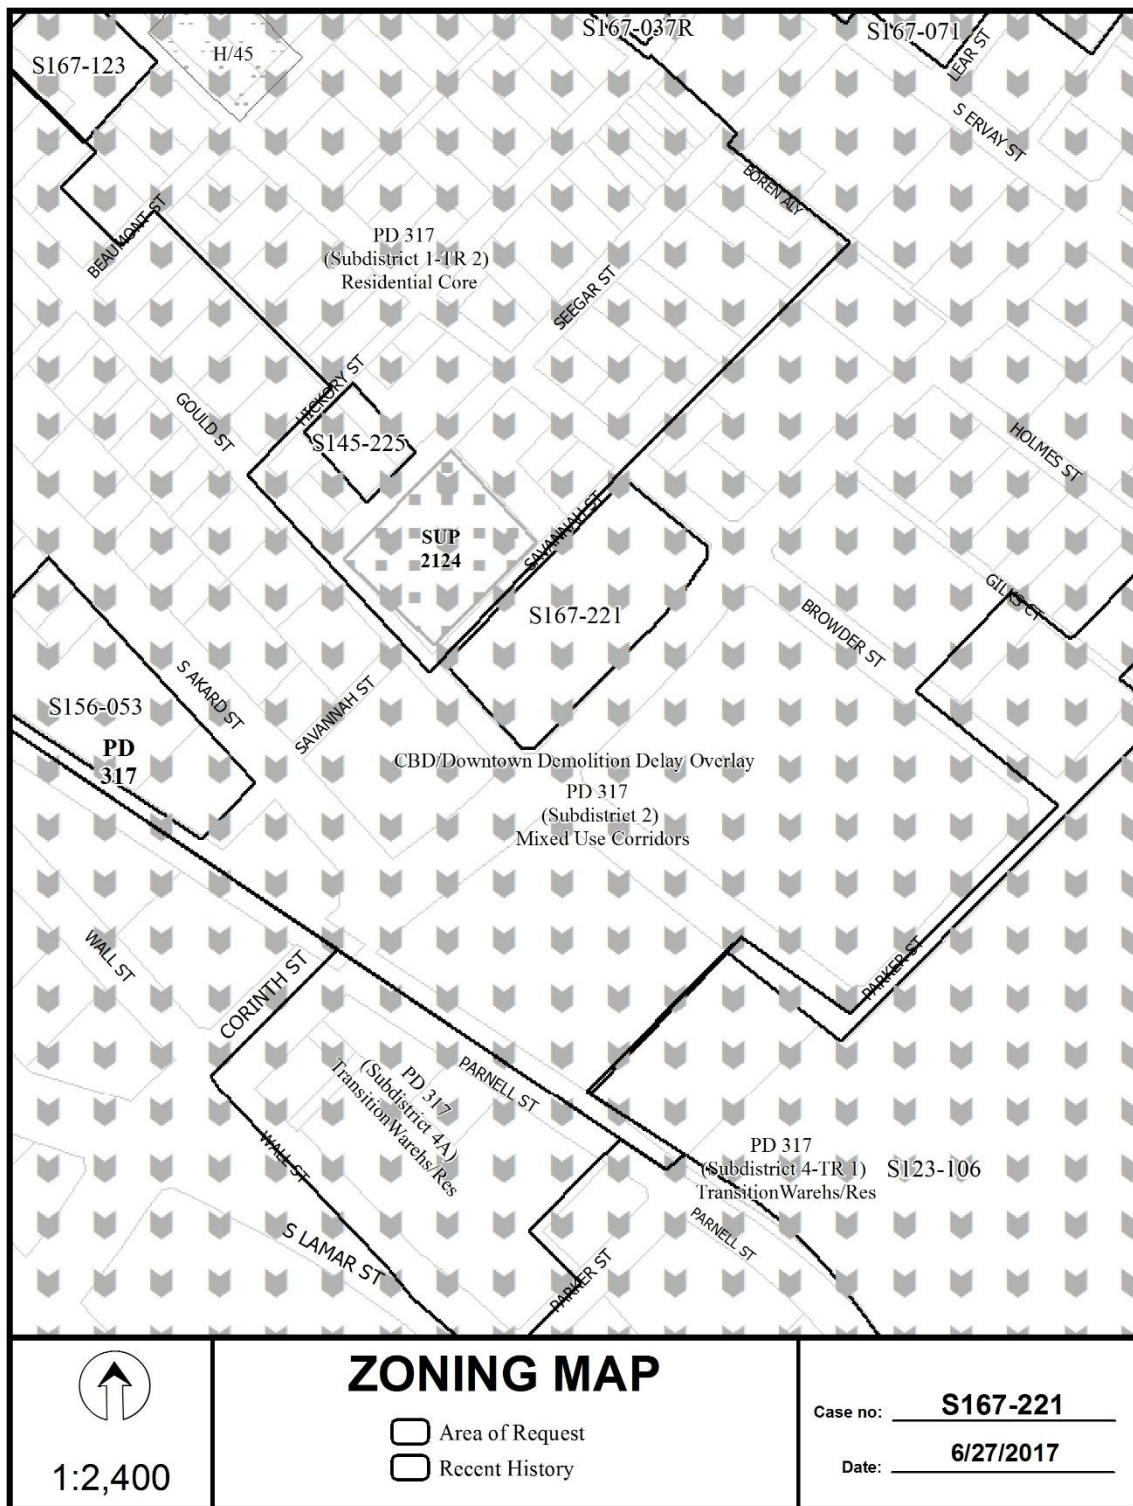 S167-037R
S167-071
S167-123
H/45
LEAR ST
S ERVAY ST
BOREN ALY
BEAUMONT ST
PD 317
(Subdistrict 1-TR 2)
Residential Core
SEEGAR ST
HICKORY ST
GOULD ST
S145-225
HOLMES ST
SAVANNAH ST
SUP
2124
S167-221
GILKS CT
BROWDER ST
S AKARD ST
SAVANNAH ST
S156-053
PD
317
CBD/Downtown Demolition Delay Overlay
PD 317
(Subdistrict 2)
Mixed Use Corridors
WALL ST
CORINTH ST
PARKER ST
PD 317
(Subdistrict 4A)
TransitionWarehs/Res
PARNELL ST
WALL ST
PD 317
(Subdistrict 4-TR 1)
TransitionWarehs/Res
S123-106
S LAMAR ST
PARNELL ST
PARKER ST
1:2,400
ZONING MAP
Area of Request
Recent History
Case no: S167-221
Date: 6/27/2017